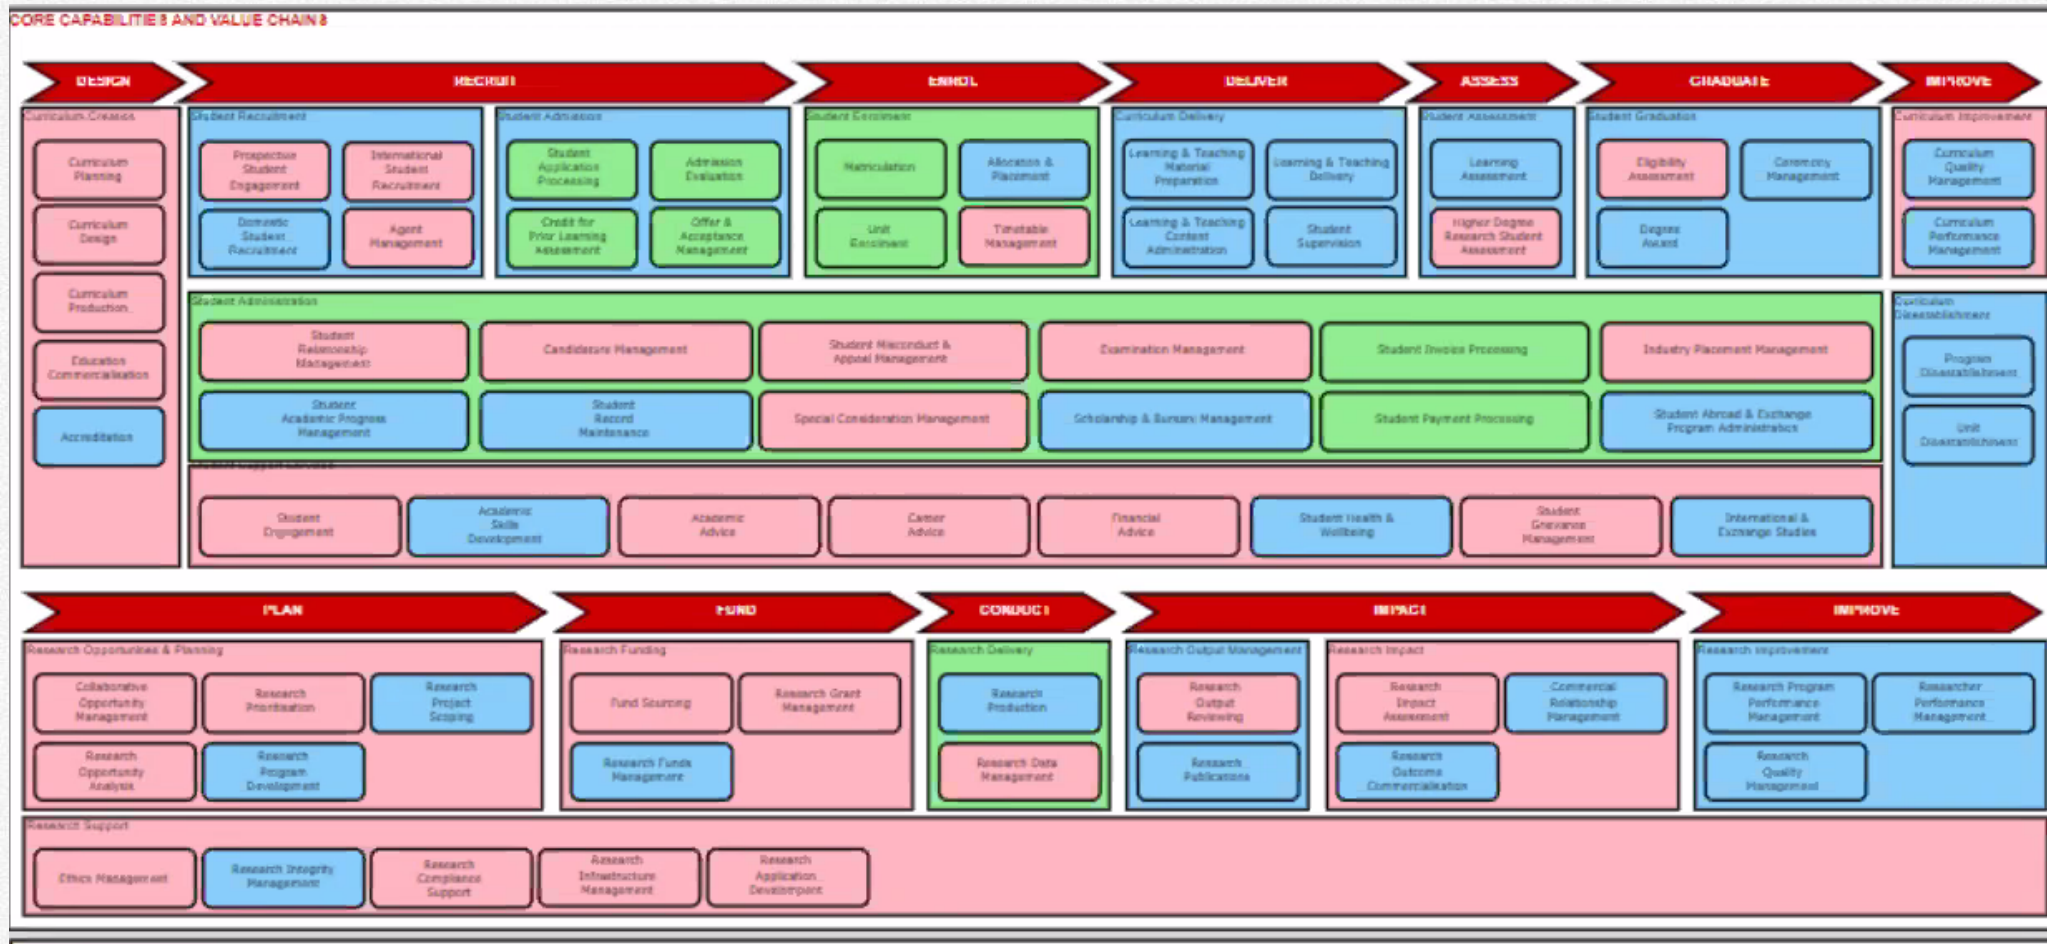 CORE CAPABILITIES AND VALUE CHAINS
DESIGN
RECRUIT
ENROL
DELIVER
ASSESS
GRADUATE
IMPROVE
Curriculum Creation
Curriculum
Planning
Curriculum
Design
Curriculum
Production
Education
Commercialisation
Accreditation
Student Recruitment
Prospective
Student
Engagement
International
Student
Recruitment
Domestic
Student
Recruitment
Agent
Management
Student Admission
Student
Application
Processing
Admission
Evaluation
Credit for
Prior Learning
Assessment
Offer &
Acceptance
Management
Student Enrolment
Matriculation
Allocation &
Placement
Unit
Enrolment
Timetable
Management
Curriculum Delivery
Learning & Teaching
Material
Preparation
Learning & Teaching
Delivery
Learning & Teaching
Content
Administration
Student
Supervision
Student Assessment
Learning
Assessment
Higher Degree
Research Student
Assessment
Student Graduation
Eligibility
Assessment
Ceremony
Management
Degree
Award
Curriculum Improvement
Curriculum
Quality
Management
Curriculum
Performance
Management
Student Administration
Student
Relationship
Management
Candidature Management
Student Misconduct &
Appeal Management
Examination Management
Student Invoice Processing
Industry Placement Management
Student
Academic Progress
Management
Student
Record
Maintenance
Special Consideration Management
Scholarship & Bursary Management
Student Payment Processing
Student Abroad & Exchange
Program Administration
Curriculum
Disestablishment
Program
Disestablishment
Unit
Disestablishment
Student Support Services
Student
Engagement
Academic
Skills
Development
Academic
Advice
Career
Advice
Financial
Advice
Student Health &
Wellbeing
Student
Grievance
Management
International &
Exchange Studies
PLAN
FUND
CONDUCT
IMPACT
IMPROVE
Research Opportunities & Planning
Collaborative
Opportunity
Management
Research
Prioritisation
Research
Project
Scoping
Research
Opportunity
Analysis
Research
Program
Development
Research Funding
Fund Sourcing
Research Grant
Management
Research Funds
Management
Research Delivery
Research
Production
Research Data
Management
Research Output Management
Research
Output
Reviewing
Research
Publications
Research Impact
Research
Impact
Assessment
Commercial
Relationship
Management
Research
Outcome
Commercialisation
Research Improvement
Research Program
Performance
Management
Researcher
Performance
Management
Research
Quality
Management
Research Support
Ethics Management
Research Integrity
Management
Research
Compliance
Support
Research
Infrastructure
Management
Research
Application
Development